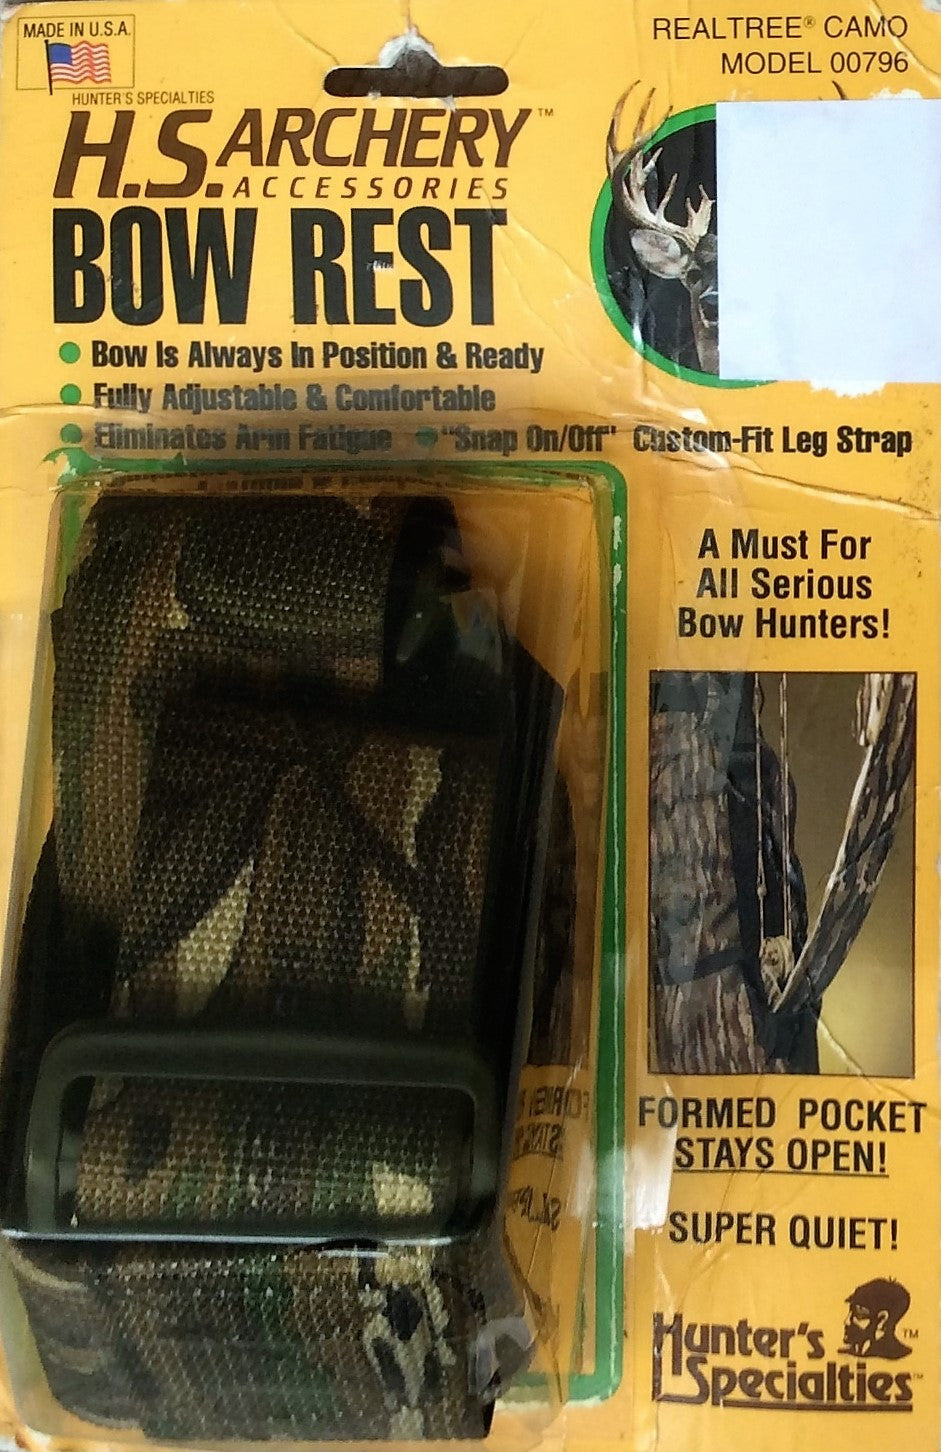 MADE IN U.S.A.
REALTREE® CAMO
MODEL 00796
HUNTER'S SPECIALTIES
H.S. ARCHERY™
ACCESSORIES
BOW REST
● Bow Is Always In Position & Ready
● Fully Adjustable & Comfortable
● Eliminates Arm Fatigue ● "Snap On/Off" Custom-Fit Leg Strap
A Must For
All Serious
Bow Hunters!
FORMED POCKET
STAYS OPEN!
SUPER QUIET!
Hunter's™
Specialties™